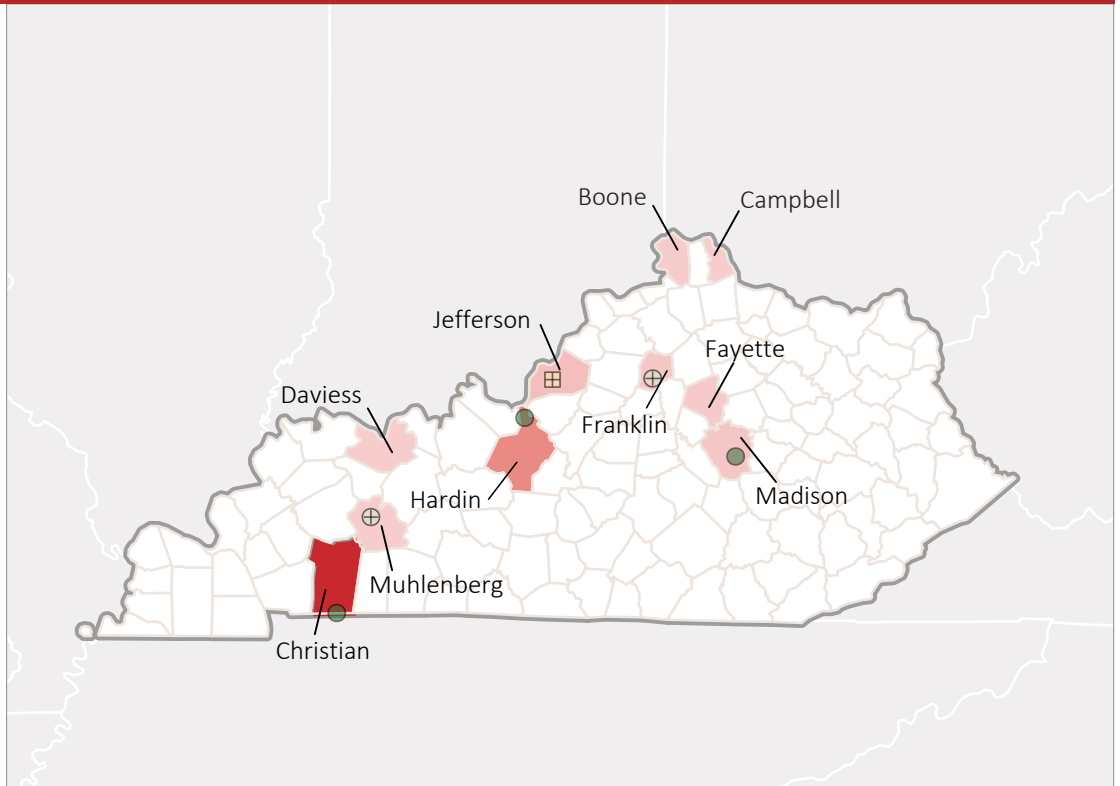 Boone
Campbell
Jefferson
Fayette
Daviess
Franklin
Hardin
Madison
Muhlenberg
Christian